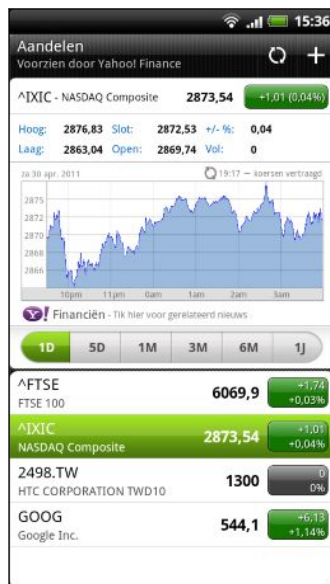 15:36
Aandelen
Voorzien door Yahoo! Finance
^IXIC - NASDAQ Composite 2873,54 +1,01 (0,04%)
Hoog: 2876,83 Slot: 2872,53 +/- %: 0,04
Laag: 2863,04 Open: 2869,74 Vol: 0
za 30 apr. 2011 19:17 – koersen vertraagd
2875
2872
2870
2868
2866
10pm 11pm 0am 1am 2am 3am
Y! Financiën - Tik hier voor gerelateerd nieuws
1D 5D 1M 3M 6M 1J
^FTSE 6069,9 +1,74
FTSE 100 +0,03%
^IXIC 2873,54 +1,01
NASDAQ Composite +0,04%
2498.TW 1300 0
HTC CORPORATION TWD10 0%
GOOG 544,1 +6,13
Google Inc. +1,14%